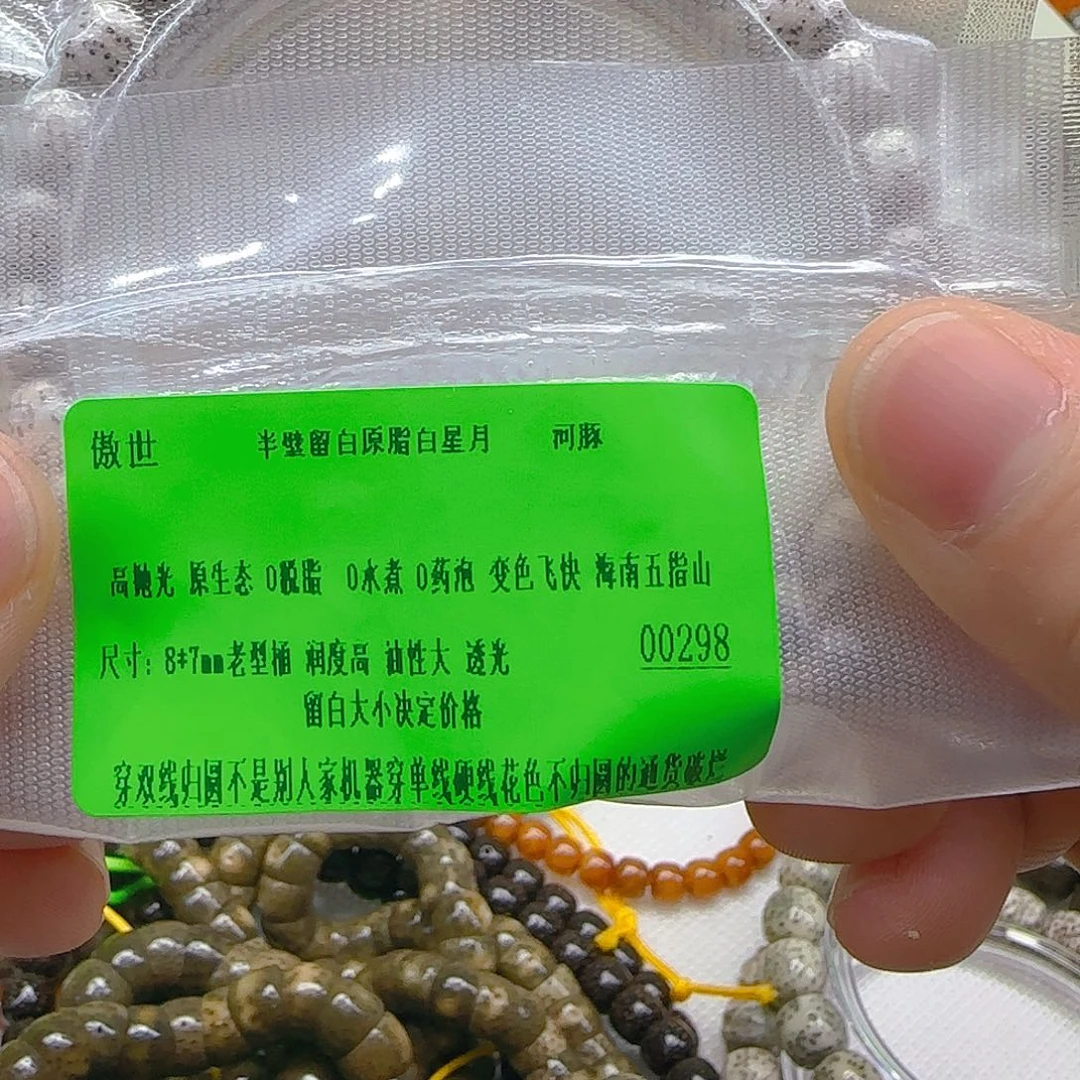 傲世 半壁留白原脂白星月 河豚
高抛光 原生态 0脱脂 0水煮 0药泡 变色飞快 海南五指山
尺寸：8*7mm老型桶 润度高 油性大 透光 00298
留白大小决定价格
穿双线归圆不是别人家机器穿单线硬线花色不归圆的通货破烂